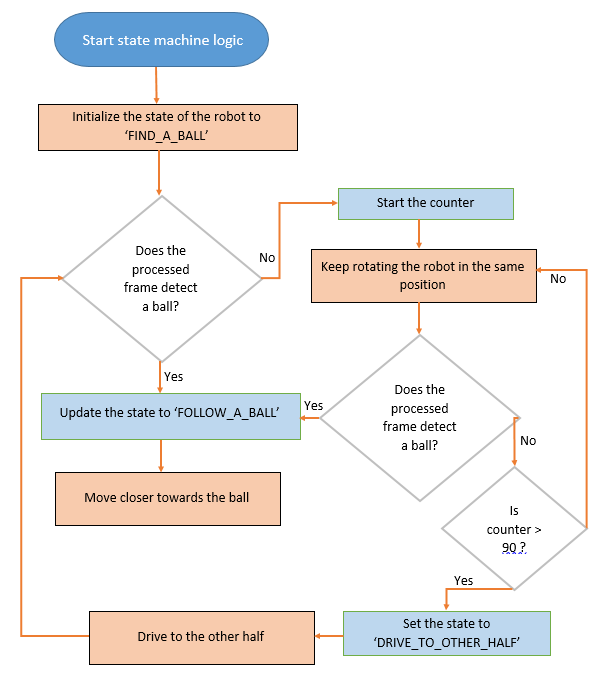 Start state machine logic
Initialize the state of the robot to
‘FIND_A_BALL’
Does the
processed
frame detect
a ball?
No
Start the counter
Keep rotating the robot in the same
position
No
Yes
Update the state to ‘FOLLOW_A_BALL’
Yes
Does the
processed
frame detect
a ball?
No
Move closer towards the ball
Is
counter >
90 ?
Yes
Drive to the other half
Set the state to
‘DRIVE_TO_OTHER_HALF’